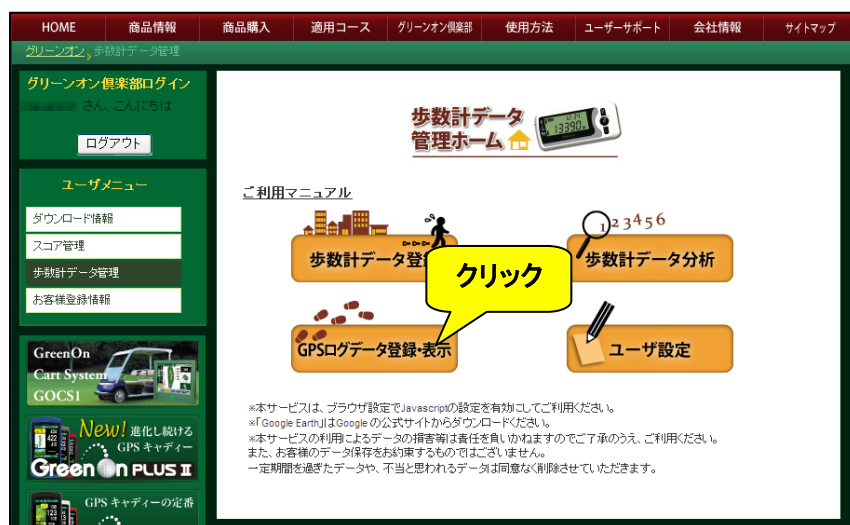 HOME 商品情報 商品購入 適用コース グリーンオン倶楽部 使用方法 ユーザーサポート 会社情報 サイトマップ
グリーンオン 歩数計データ管理
グリーンオン倶楽部ログイン
さん、こんにちは
ログアウト
ユーザメニュー
ダウンロード情報
スコア管理
歩数計データ管理
お客様登録情報
GreenOn
Cart System
GOCS1
New! 進化し続ける
GPS キャディー
Green On PLUS II
GPS キャディーの定番
歩数計データ
管理ホーム
13390
ご利用マニュアル
123456
歩数計データ登
歩数計データ分析
クリック
GPSログデータ登録・表示
ユーザ設定
※本サービスは、ブラウザ設定でJavascriptの設定を有効にしてご利用ください。
※「Google Earth」はGoogle の公式サイトからダウンロードください。
※本サービスの利用によるデータの損害等は責任を負いかねますのでご了承のうえ、ご利用ください。
また、お客様のデータ保存をお約束するものではございません。
一定期間を過ぎたデータや、不当と思われるデータは同意なく削除させていただきます。